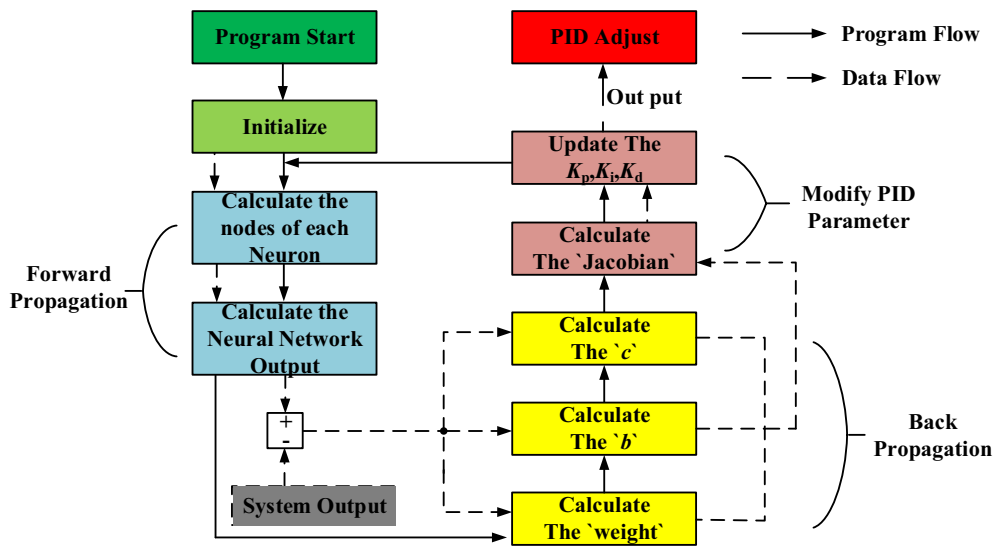 Program Start
PID Adjust
Program Flow
Data Flow
Out put
Initialize
Update The
Kp,Ki,Kd
Modify PID
Parameter
Calculate the
nodes of each
Neuron
Calculate
The `Jacobian`
Forward
Propagation
Calculate the
Neural Network
Output
Calculate
The `c`
+
-
Calculate
The `b`
Back
Propagation
System Output
Calculate
The `weight`